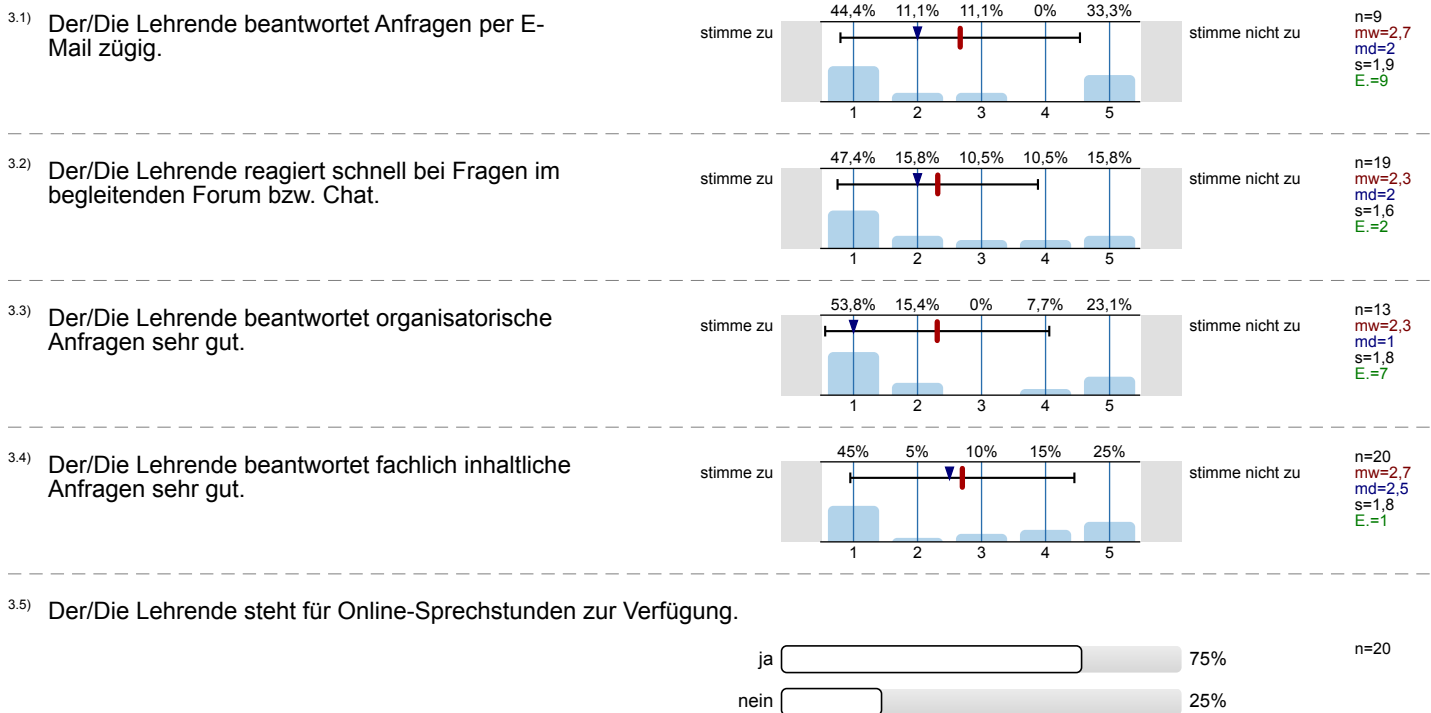 3.1) Der/Die Lehrende beantwortet Anfragen per E-
Mail zügig.
44,4% 11,1% 11,1% 0% 33,3%
stimme zu stimme nicht zu
1 2 3 4 5
n=9
mw=2,7
md=2
s=1,9
E.=9
3.2) Der/Die Lehrende reagiert schnell bei Fragen im
begleitenden Forum bzw. Chat.
47,4% 15,8% 10,5% 10,5% 15,8%
stimme zu stimme nicht zu
1 2 3 4 5
n=19
mw=2,3
md=2
s=1,6
E.=2
3.3) Der/Die Lehrende beantwortet organisatorische
Anfragen sehr gut.
53,8% 15,4% 0% 7,7% 23,1%
stimme zu stimme nicht zu
1 2 3 4 5
n=13
mw=2,3
md=1
s=1,8
E.=7
3.4) Der/Die Lehrende beantwortet fachlich inhaltliche
Anfragen sehr gut.
45% 5% 10% 15% 25%
stimme zu stimme nicht zu
1 2 3 4 5
n=20
mw=2,7
md=2,5
s=1,8
E.=1
3.5) Der/Die Lehrende steht für Online-Sprechstunden zur Verfügung.
ja 75% n=20
nein 25%